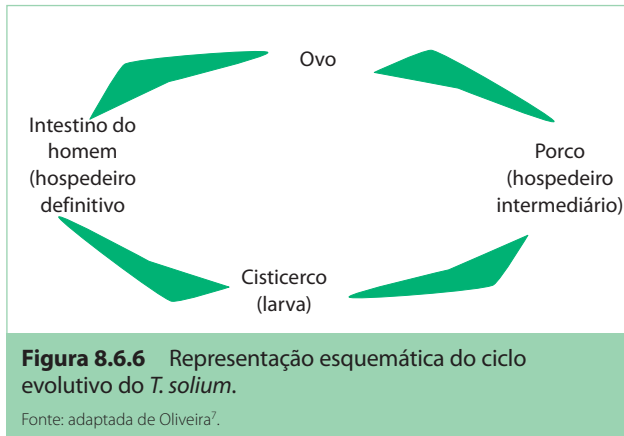 Ovo
Intestino do
homem
(hospedeiro
definitivo
Porco
(hospedeiro
intermediário)
Cisticerco
(larva)
Figura 8.6.6 Representação esquemática do ciclo
evolutivo do T. solium.
Fonte: adaptada de Oliveira⁷.